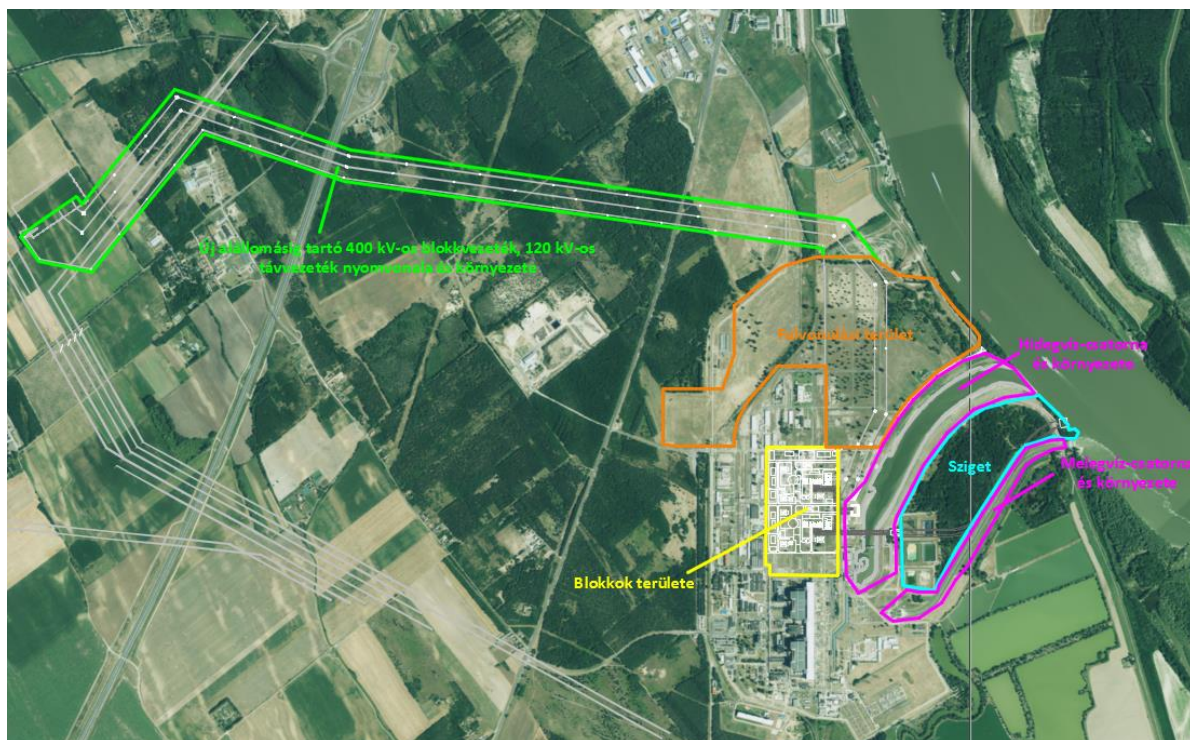 Új alállomásig tartó 400 kV-os blokkvezeték, 120 kV-os
távvezeték nyomvonala és környezete
Felvonulási terület
Hidegvíz-csatorna
és környezete
Sziget
Melegvíz-csatorna
és környezete
Blokkok területe